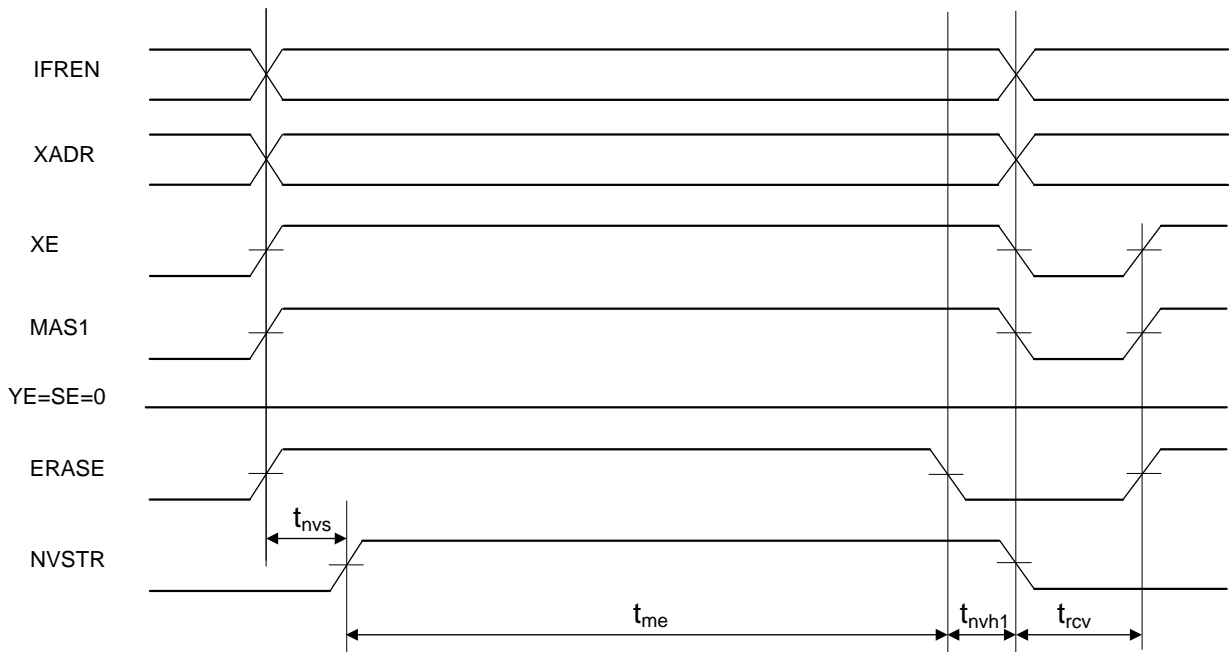 IFREN
XADR
XE
MAS1
YE=SE=0
ERASE
tnvs
NVSTR
tme
tnvh1
trcv